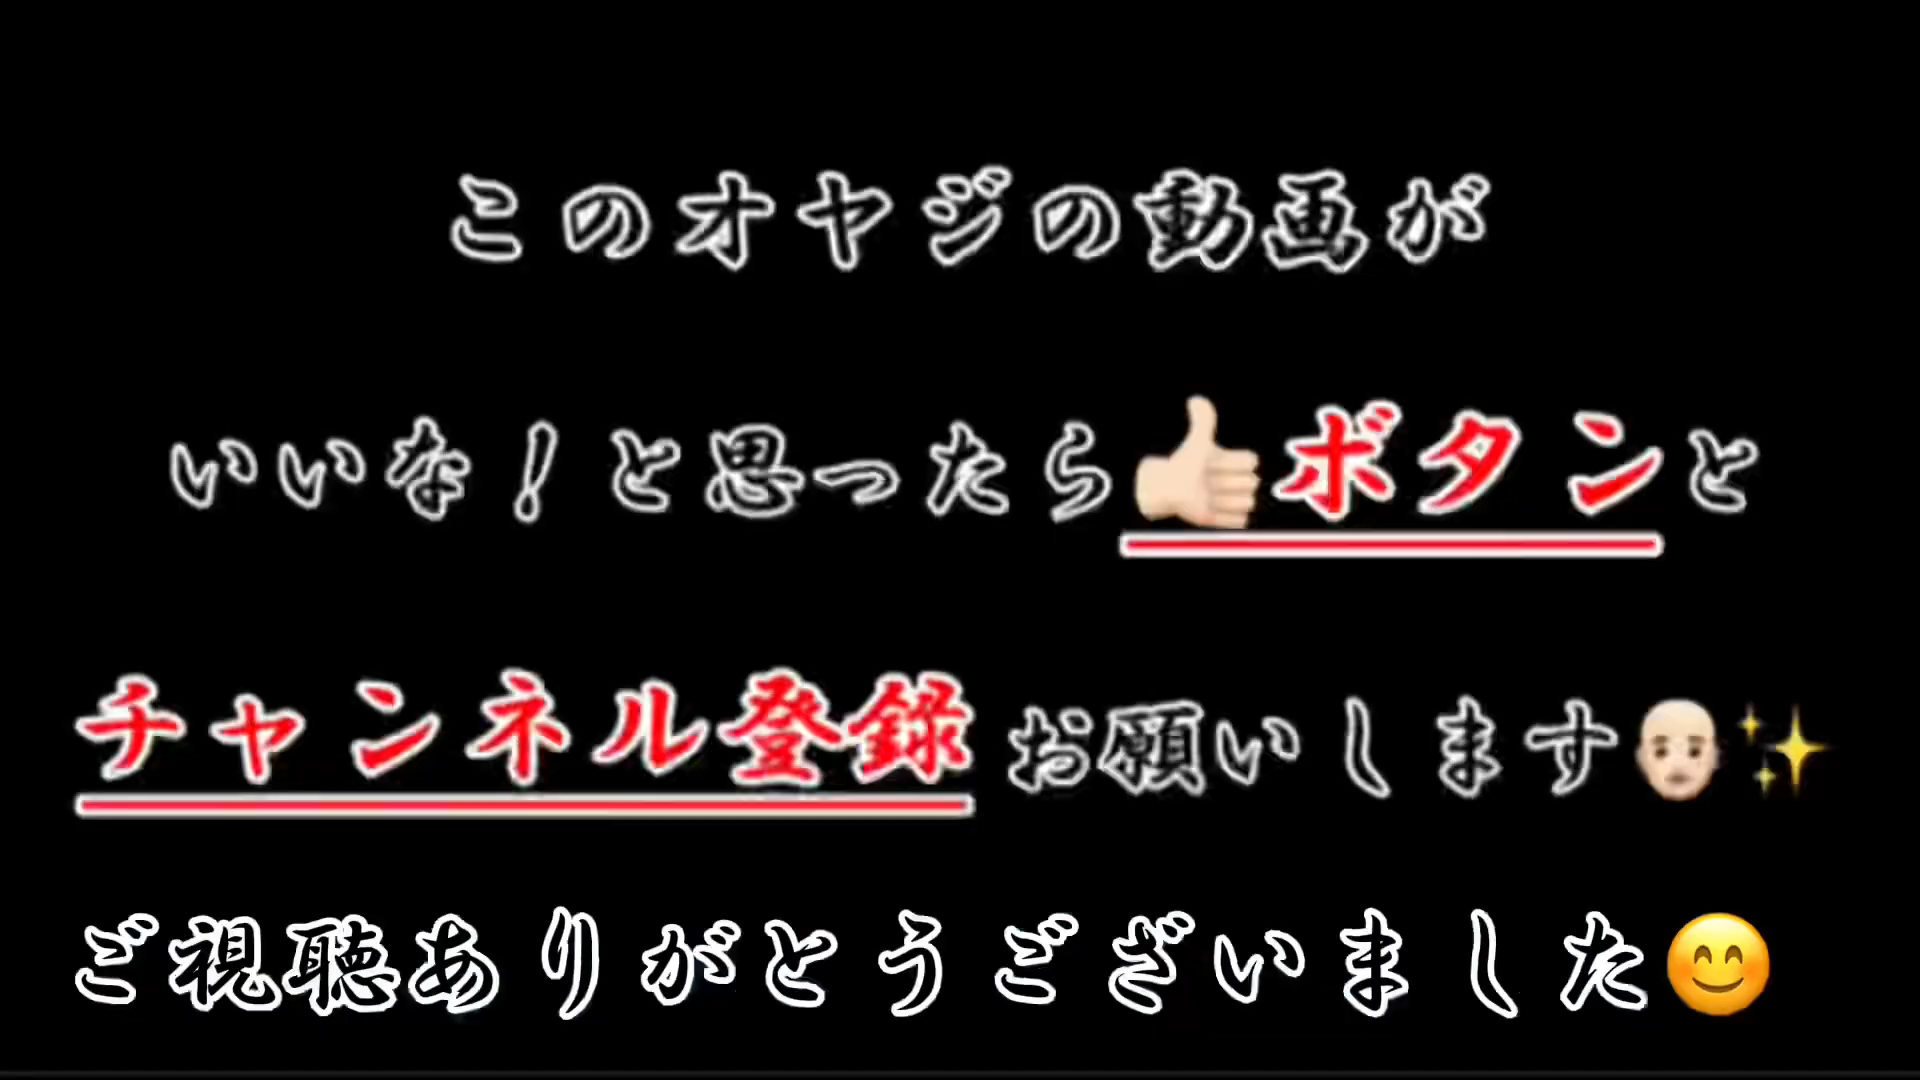 このオヤジの動画が
いいな！と思ったら👍🏻ボタンと
チャンネル登録お願いします👨🏻‍🦲✨
ご視聴ありがとうございました😊